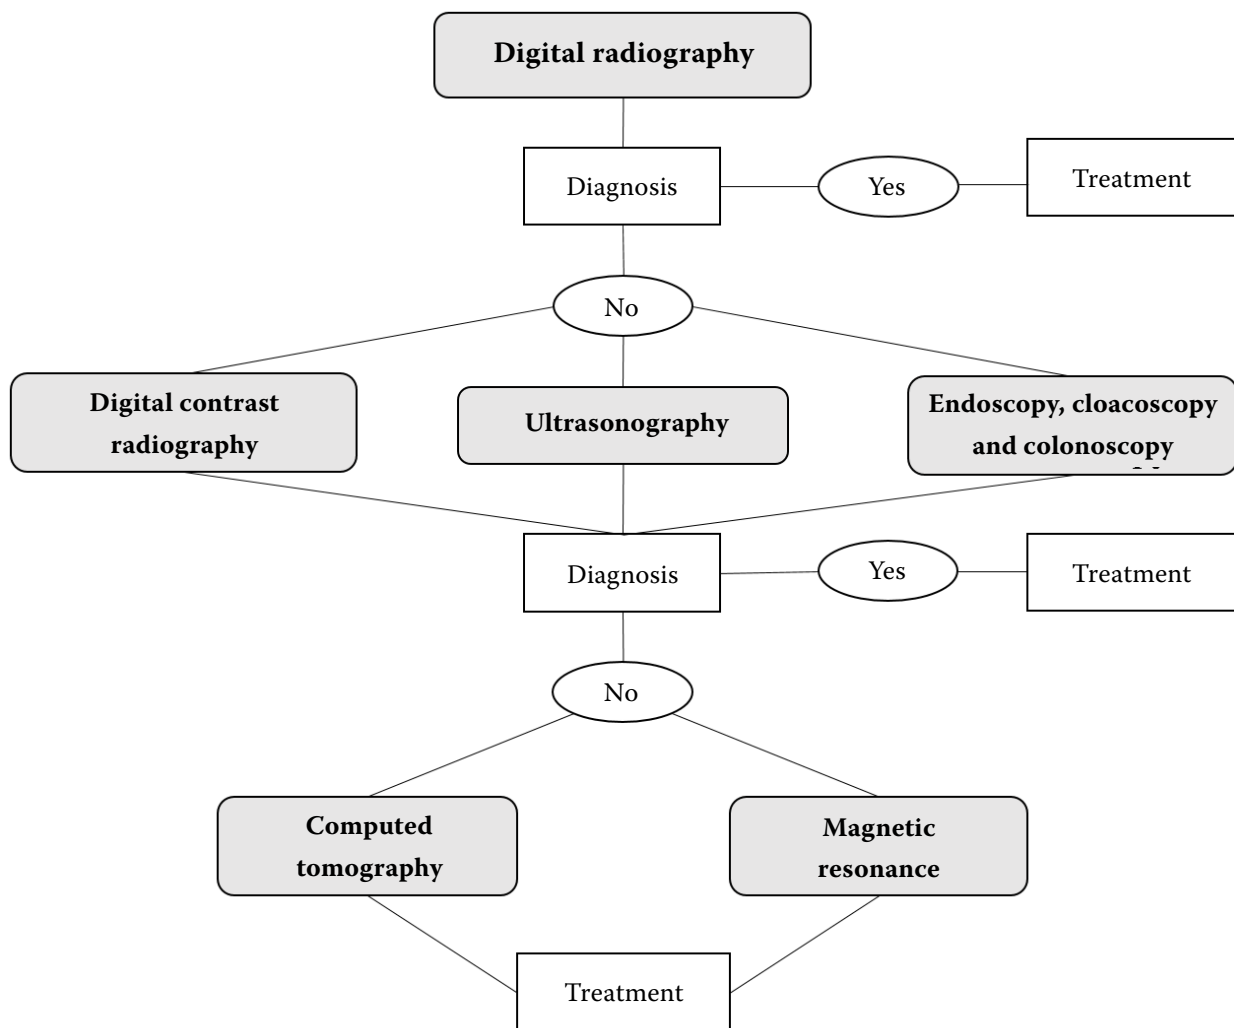 Digital radiography
Diagnosis
Yes
Treatment
No
Digital contrast
radiography
Ultrasonography
Endoscopy, cloacoscopy
and colonoscopy
Diagnosis
Yes
Treatment
No
Computed
tomography
Magnetic
resonance
Treatment